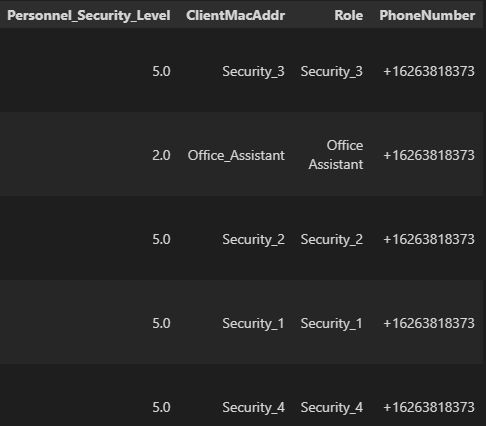 Personnel_Security_Level ClientMacAddr Role PhoneNumber
5.0 Security_3 Security_3 +16263818373
2.0 Office_Assistant Office Assistant +16263818373
5.0 Security_2 Security_2 +16263818373
5.0 Security_1 Security_1 +16263818373
5.0 Security_4 Security_4 +16263818373